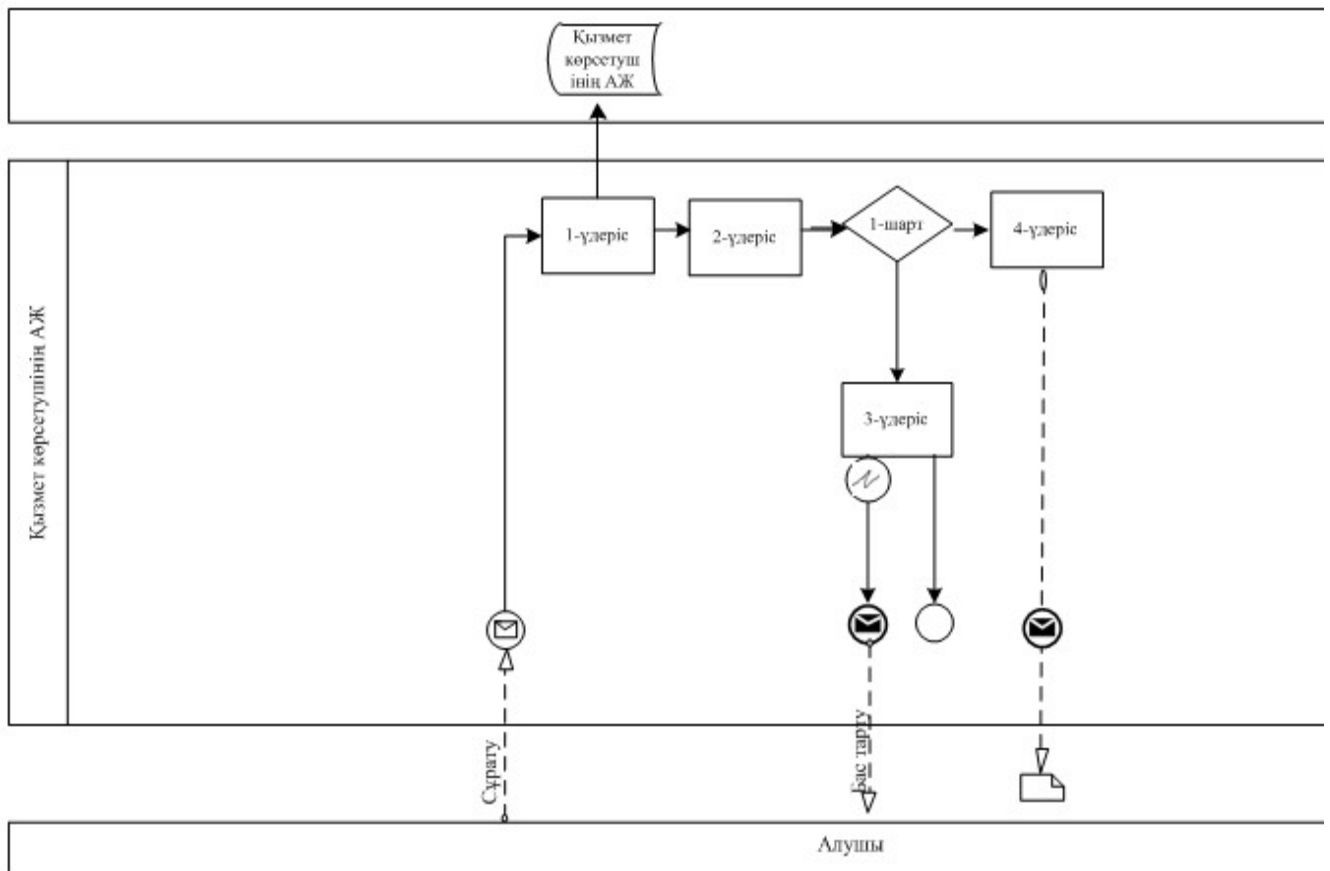 Қызмет
көрсетуш
інің АЖ
1-үдеріс
2-үдеріс
1-шарт
4-үдеріс
Қызмет көрсетушінің АЖ
3-үдеріс
Сұрату
Бас тарту
Алушы